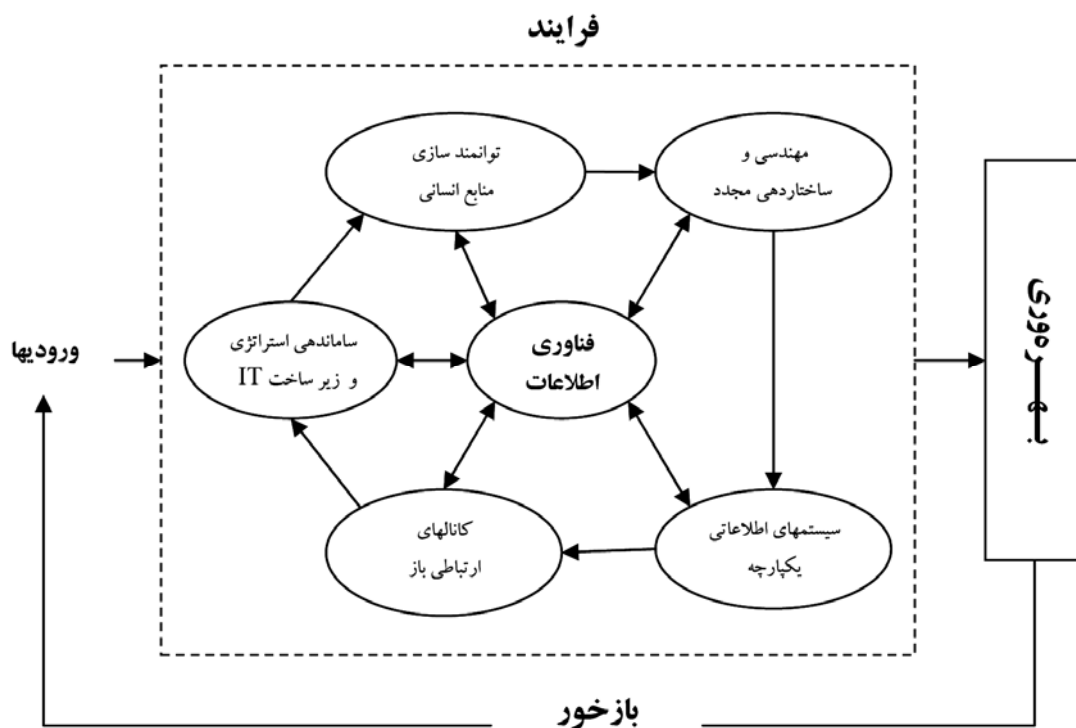 فرایند
توانمند سازی
منابع انسانی
مهندسی و
ساختاردهی مجدد
ورودیها
ساماندهی استراتژی
و زیر ساخت IT
فناوری
اطلاعات
بـهـره‌وری
کانالهای
ارتباطی باز
سیستمهای اطلاعاتی
یکپارچه
بازخور